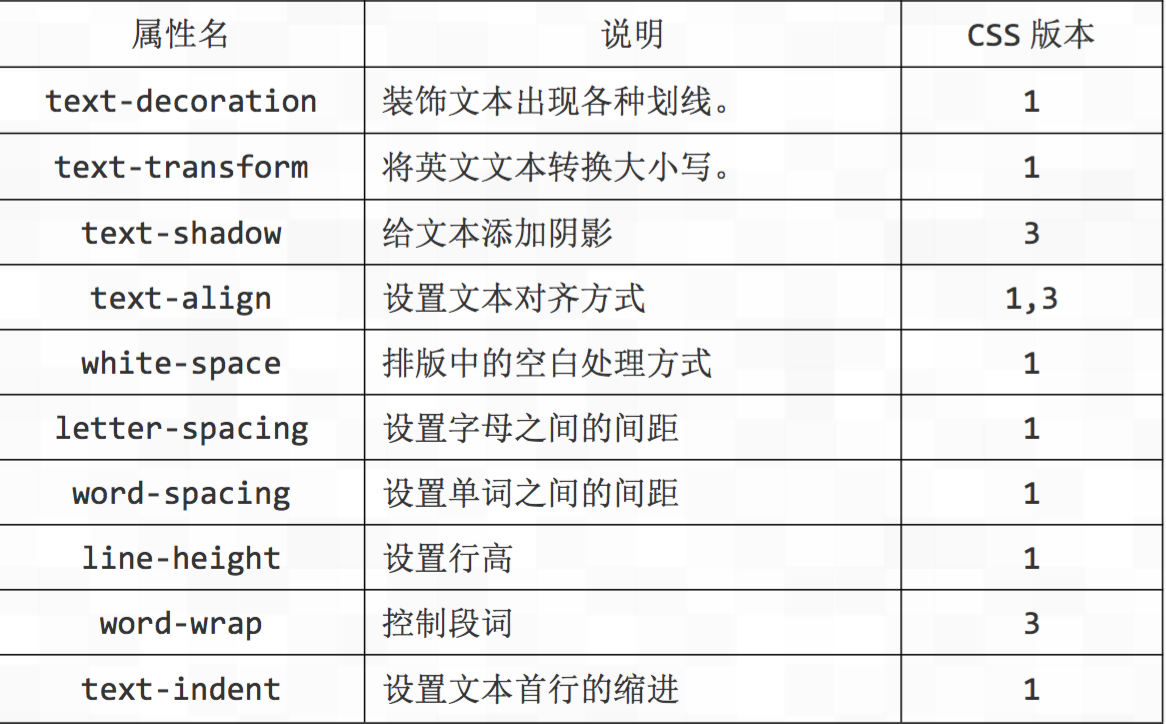 属性名 说明 CSS 版本
text-decoration 装饰文本出现各种划线。 1
text-transform 将英文文本转换大小写。 1
text-shadow 给文本添加阴影 3
text-align 设置文本对齐方式 1,3
white-space 排版中的空白处理方式 1
letter-spacing 设置字母之间的间距 1
word-spacing 设置单词之间的间距 1
line-height 设置行高 1
word-wrap 控制段词 3
text-indent 设置文本首行的缩进 1